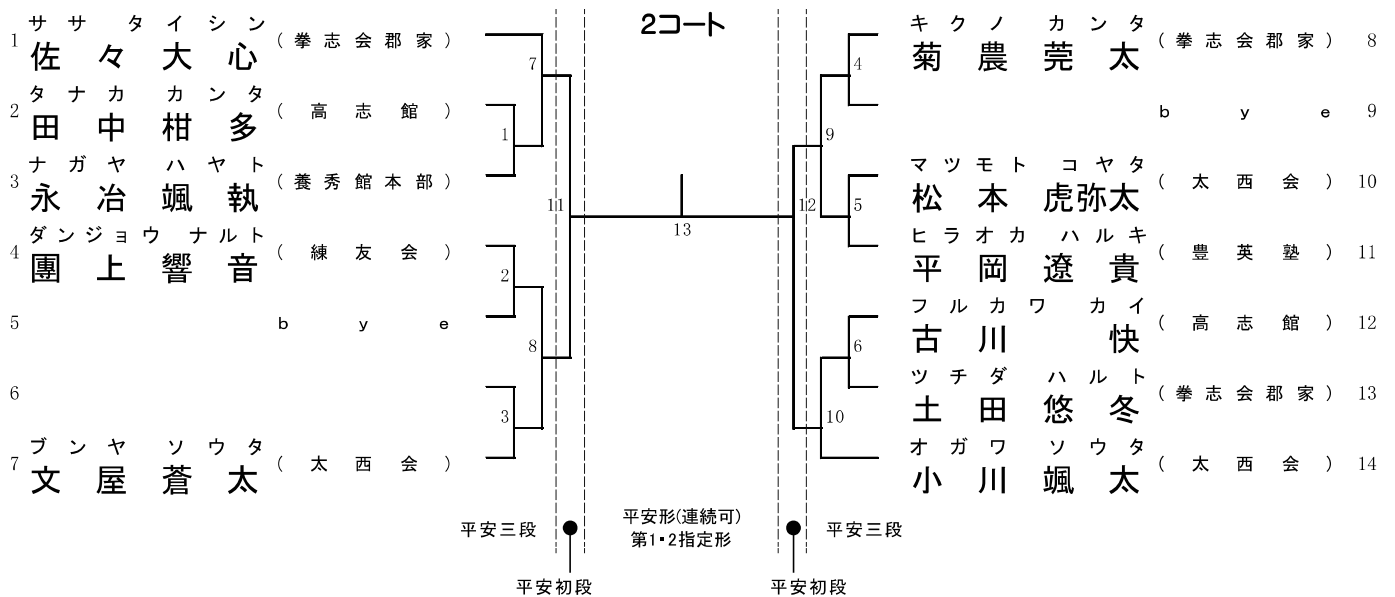 2コート
ササ タイシン
1 佐々大心 (拳志会郡家)
タナカ カンタ
2 田中柑多 (高志館)
ナガヤ ハヤト
3 永冶颯執 (養秀館本部)
ダンジョウ ナルト
4 團上響音 (練友会)
5 bye
6
ブンヤ ソウタ
7 文屋蒼太 (太西会)
7
1
11
2
8
3
13
4
9
12
5
6
10
キクノ カンタ
菊農莞太 (拳志会郡家) 8
bye 9
マツモト コヤタ
松本虎弥太 (太西会) 10
ヒラオカ ハルキ
平岡遼貴 (豊英塾) 11
フルカワ カイ
古川 快 (高志館) 12
ツチダ ハルト
土田悠冬 (拳志会郡家) 13
オガワ ソウタ
小川颯太 (太西会) 14
平安三段
平安形(連続可)
第1・2指定形
平安三段
平安初段
平安初段